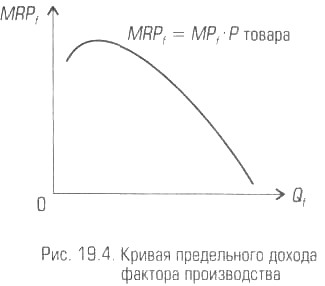 MRPf
MRPf = MPf · P товара
0
Qf
Рис. 19.4. Кривая предельного дохода
фактора производства